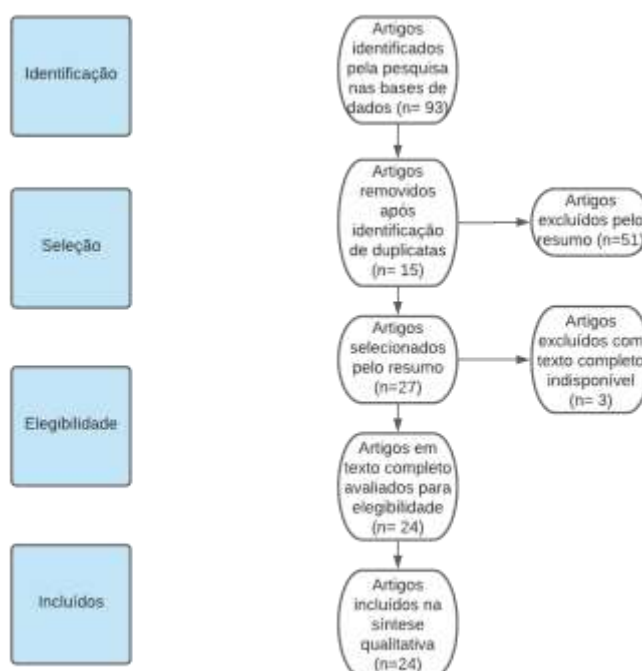 Identificação
Artigos
identificados
pela pesquisa
nas bases de
dados (n= 93)
Seleção
Artigos
removidos
após
identificação
de duplicatas
(n= 15)
Artigos
excluídos pelo
resumo (n=51)
Artigos
selecionados
pelo resumo
(n=27)
Artigos
excluídos com
texto completo
indisponível
(n= 3)
Elegibilidade
Artigos em
texto completo
avaliados para
elegibilidade
(n= 24)
Incluídos
Artigos
incluídos na
síntese
qualitativa
(n=24)